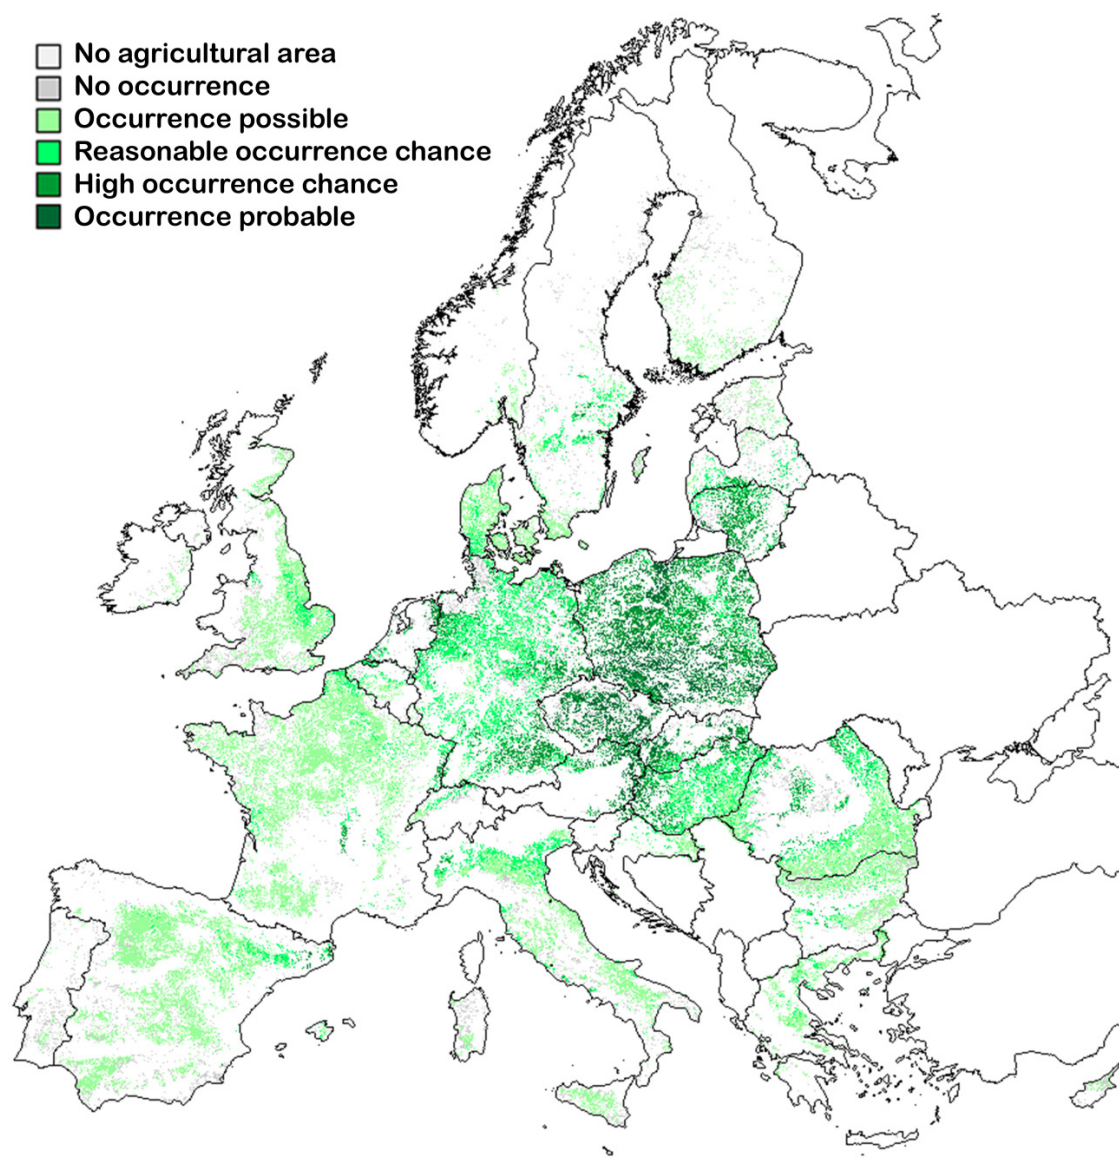 No agricultural area
No occurrence
Occurrence possible
Reasonable occurrence chance
High occurrence chance
Occurrence probable